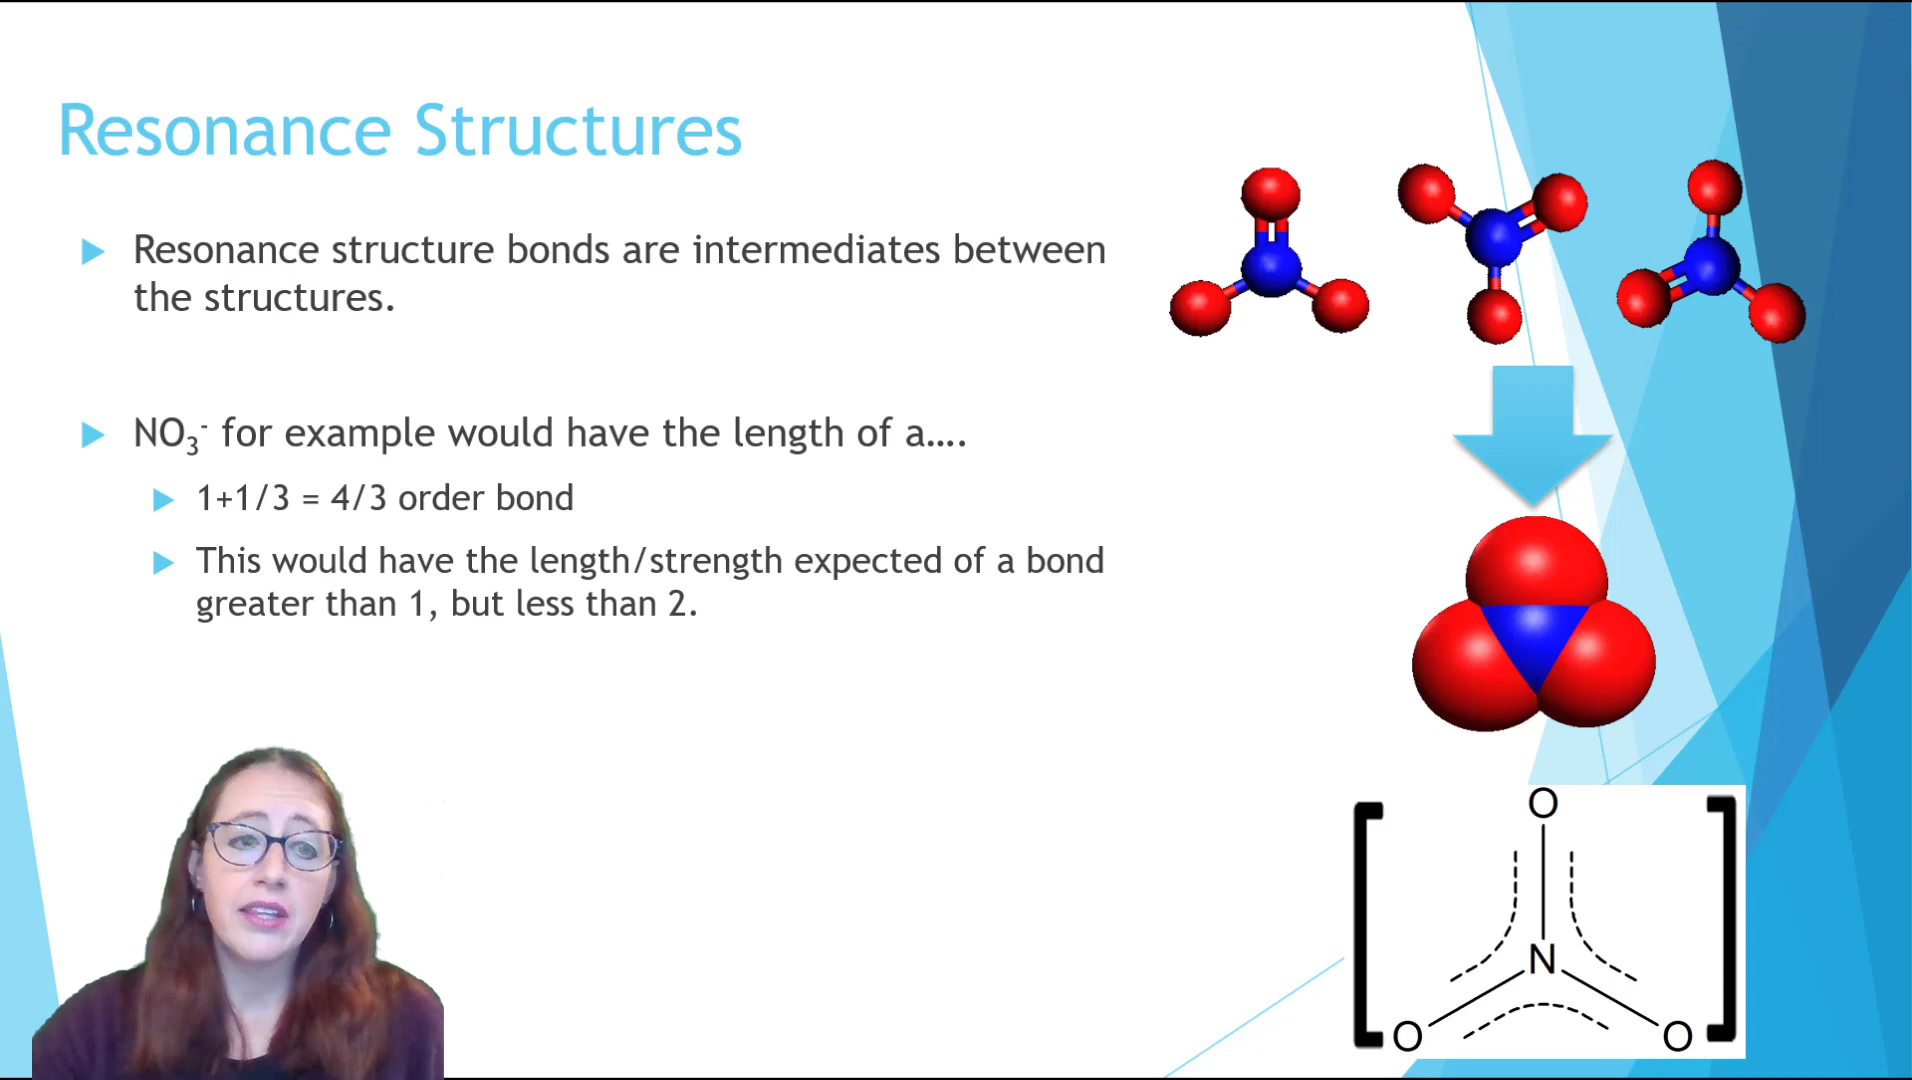 Resonance Structures
Resonance structure bonds are intermediates between
the structures.
NO₃⁻ for example would have the length of a....
1+1/3 = 4/3 order bond
This would have the length/strength expected of a bond
greater than 1, but less than 2.
O
N
O O